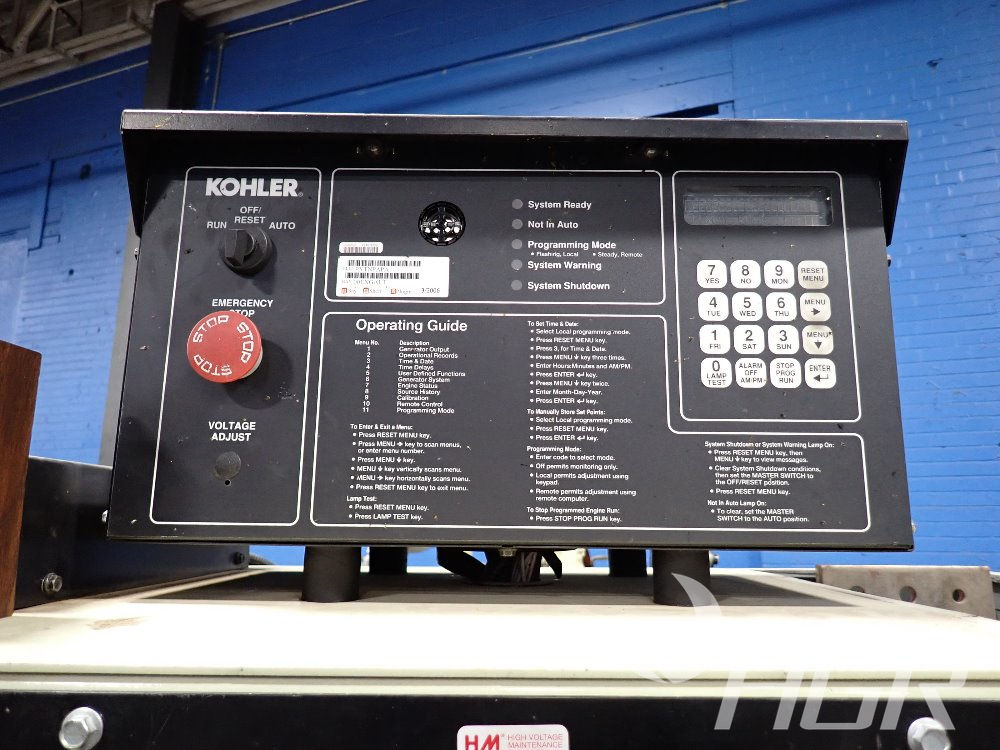 KOHLER®
OFF/
RESET
RUN
AUTO
EMERGENCY
STOP
STOP STOP STOP STOP
VOLTAGE
ADJUST
System Ready
Not In Auto
Programming Mode
• Flashing, Local • Steady, Remote
System Warning
System Shutdown
3/2006
7 YES
8 NO
9 MON
RESET MENU
4 TUE
5 WED
6 THU
MENU →
1 FRI
2 SAT
3 SUN
MENU ↓
0 LAMP TEST
ALARM OFF AM/PM
STOP PROG RUN
ENTER ↵
Operating Guide
Menu No. Description
1 Generator Output
2 Operational Records
3 Time & Date
4 Time Delays
5 User Defined Functions
6 Generator System
7 Engine Status
8 Source History
9 Calibration
10 Remote Control
11 Programming Mode
To Enter & Exit a Menu:
• Press RESET MENU key.
• Press MENU → key to scan menus,
or enter menu number.
• Press MENU ↓ key.
• MENU ↓ key vertically scans menu.
• MENU → key horizontally scans menu.
• Press RESET MENU key to exit menu.
Lamp Test:
• Press RESET MENU key.
• Press LAMP TEST key.
To Set Time & Date:
• Select Local programming mode.
• Press RESET MENU key.
• Press 3, for Time & Date.
• Press MENU ↓ key three times.
• Enter Hours:Minutes and AM/PM.
• Press ENTER ↵ key.
• Press MENU ↓ key twice.
• Enter Month-Day-Year.
• Press ENTER ↵ key.
To Manually Store Set Points:
• Select Local programming mode.
• Press RESET MENU key.
• Press ENTER ↵ key.
Programming Mode:
• Enter code to select mode.
• Off permits monitoring only.
• Local permits adjustment using
keypad.
• Remote permits adjustment using
remote computer.
To Stop Programmed Engine Run:
• Press STOP PROG RUN key.
System Shutdown or System Warning Lamp On:
• Press RESET MENU key, then
MENU ↓ key to view messages.
• Clear System Shutdown conditions,
then set the MASTER SWITCH to
the OFF/RESET position.
• Press RESET MENU key.
Not In Auto Lamp On:
• To clear, set the MASTER
SWITCH to the AUTO position.
HGR
HVM® HIGH VOLTAGE
MAINTENANCE